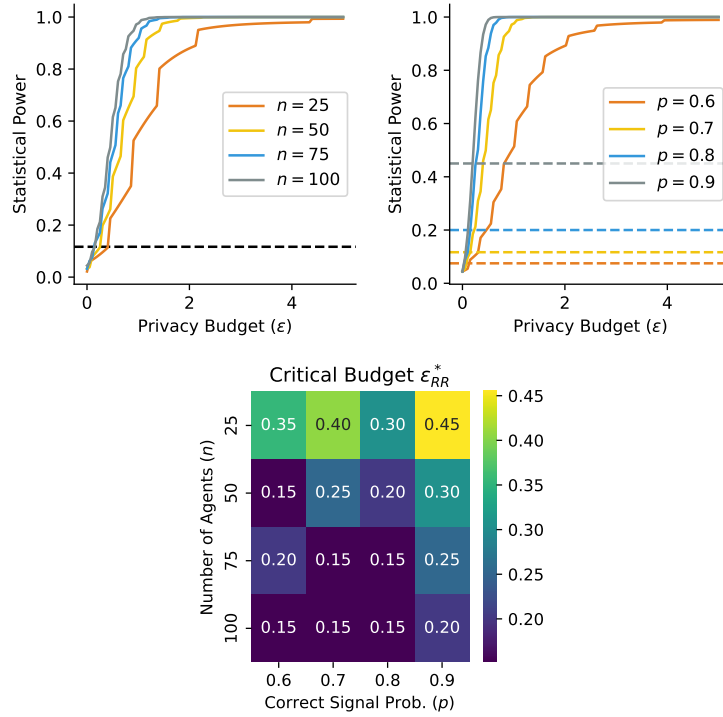 1.0
0.8
0.6
0.4
0.2
0.0
Statistical Power
n = 25
n = 50
n = 75
n = 100
0
2
4
Privacy Budget (ε)
1.0
0.8
0.6
0.4
0.2
0.0
Statistical Power
p = 0.6
p = 0.7
p = 0.8
p = 0.9
0
2
4
Privacy Budget (ε)
Critical Budget ε*RR
Number of Agents (n)
25
0.35 0.40 0.30 0.45
50
0.15 0.25 0.20 0.30
75
0.20 0.15 0.15 0.25
100
0.15 0.15 0.15 0.20
0.6 0.7 0.8 0.9
Correct Signal Prob. (p)
0.45
0.40
0.35
0.30
0.25
0.20